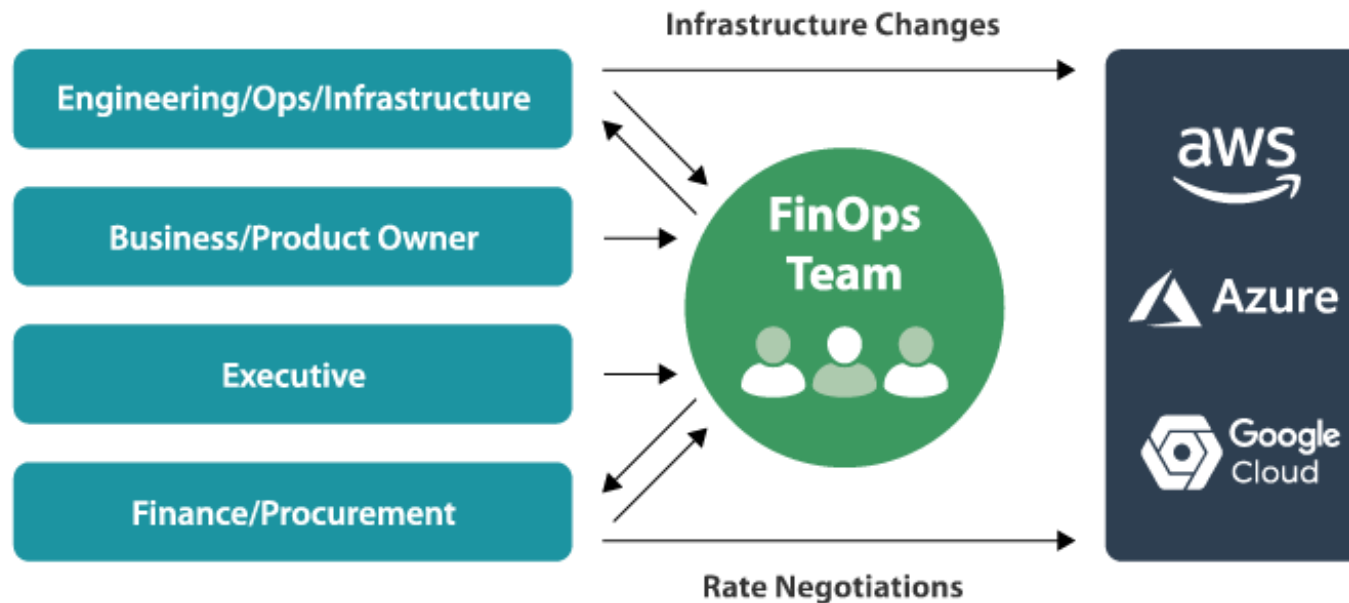 Infrastructure Changes
Engineering/Ops/Infrastructure
Business/Product Owner
Executive
Finance/Procurement
FinOps
Team
aws
Azure
Google
Cloud
Rate Negotiations